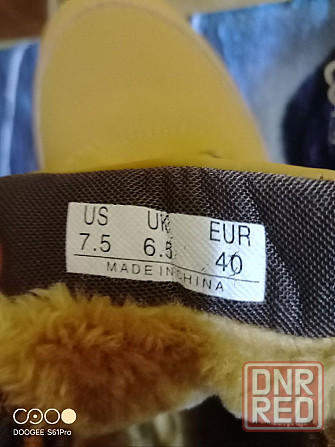 US UK EUR
7.5 6.5 40
MADE IN CHINA
DNR
RED
DOOGEE S61Pro